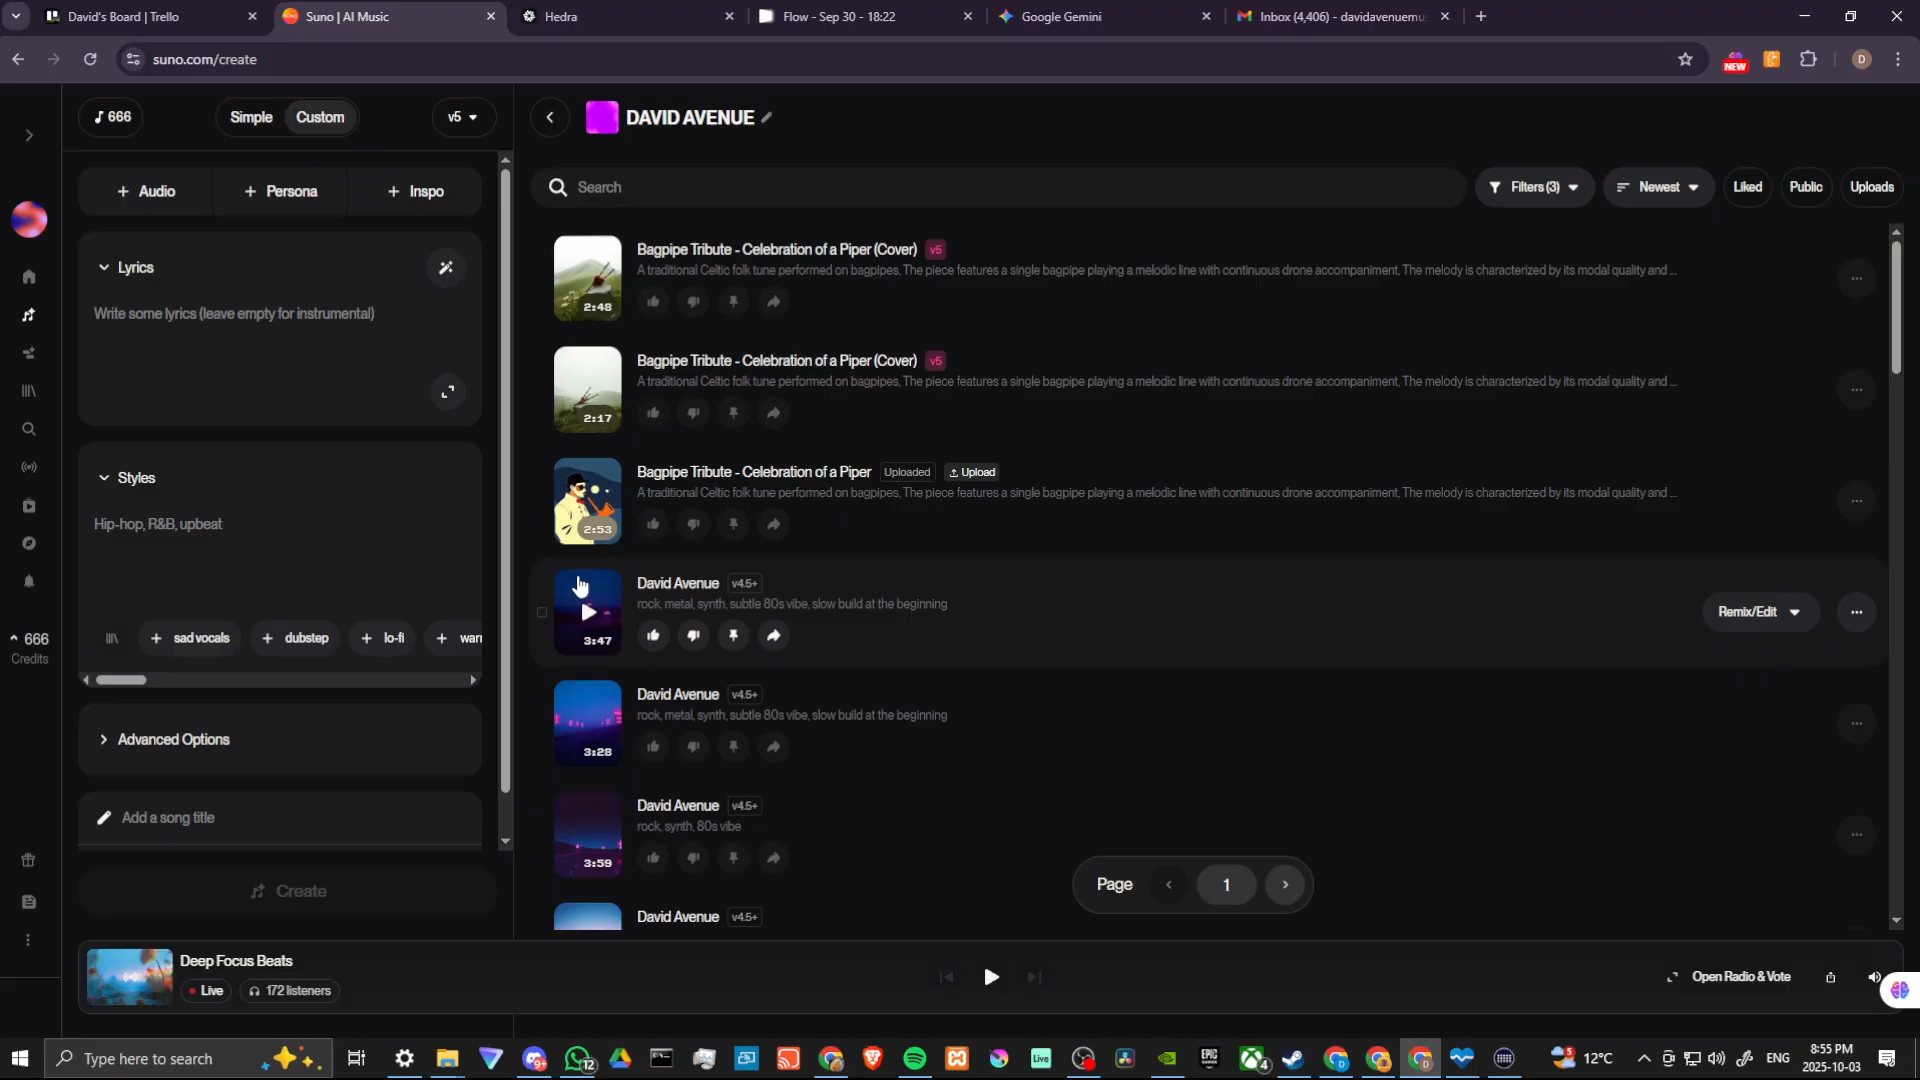 David's Board | Trello
Suno | AI Music
Hedra
Flow - Sep 30 - 18:22
Google Gemini
Inbox (4,406) - davidavenuemu
suno.com/create
NEW
D
666
Simple
Custom
v5
DAVID AVENUE
+ Audio
+ Persona
+ Inspo
Search
Filters (3)
Newest
Liked
Public
Uploads
Lyrics
Write some lyrics (leave empty for instrumental)
Styles
Hip-hop, R&B, upbeat
+ sad vocals
+ dubstep
+ lo-fi
+ warm
Advanced Options
Add a song title
Create
666
Credits
Bagpipe Tribute - Celebration of a Piper (Cover) v5
A traditional Celtic folk tune performed on bagpipes, The piece features a single bagpipe playing a melodic line with continuous drone accompaniment, The melody is characterized by its modal quality and ...
2:48
Bagpipe Tribute - Celebration of a Piper (Cover) v5
A traditional Celtic folk tune performed on bagpipes, The piece features a single bagpipe playing a melodic line with continuous drone accompaniment, The melody is characterized by its modal quality and ...
2:17
Bagpipe Tribute - Celebration of a Piper Uploaded Upload
A traditional Celtic folk tune performed on bagpipes, The piece features a single bagpipe playing a melodic line with continuous drone accompaniment, The melody is characterized by its modal quality and ...
2:53
David Avenue v4.5+
rock, metal, synth, subtle 80s vibe, slow build at the beginning
3:47
Remix/Edit
David Avenue v4.5+
rock, metal, synth, subtle 80s vibe, slow build at the beginning
3:28
David Avenue v4.5+
rock, synth, 80s vibe
3:59
David Avenue v4.5+
Page
1
Deep Focus Beats
Live
172 listeners
Open Radio & Vote
Type here to search
12
Live
EPIC GAMES
4
5
12°C
ENG
8:55 PM
2025-10-03